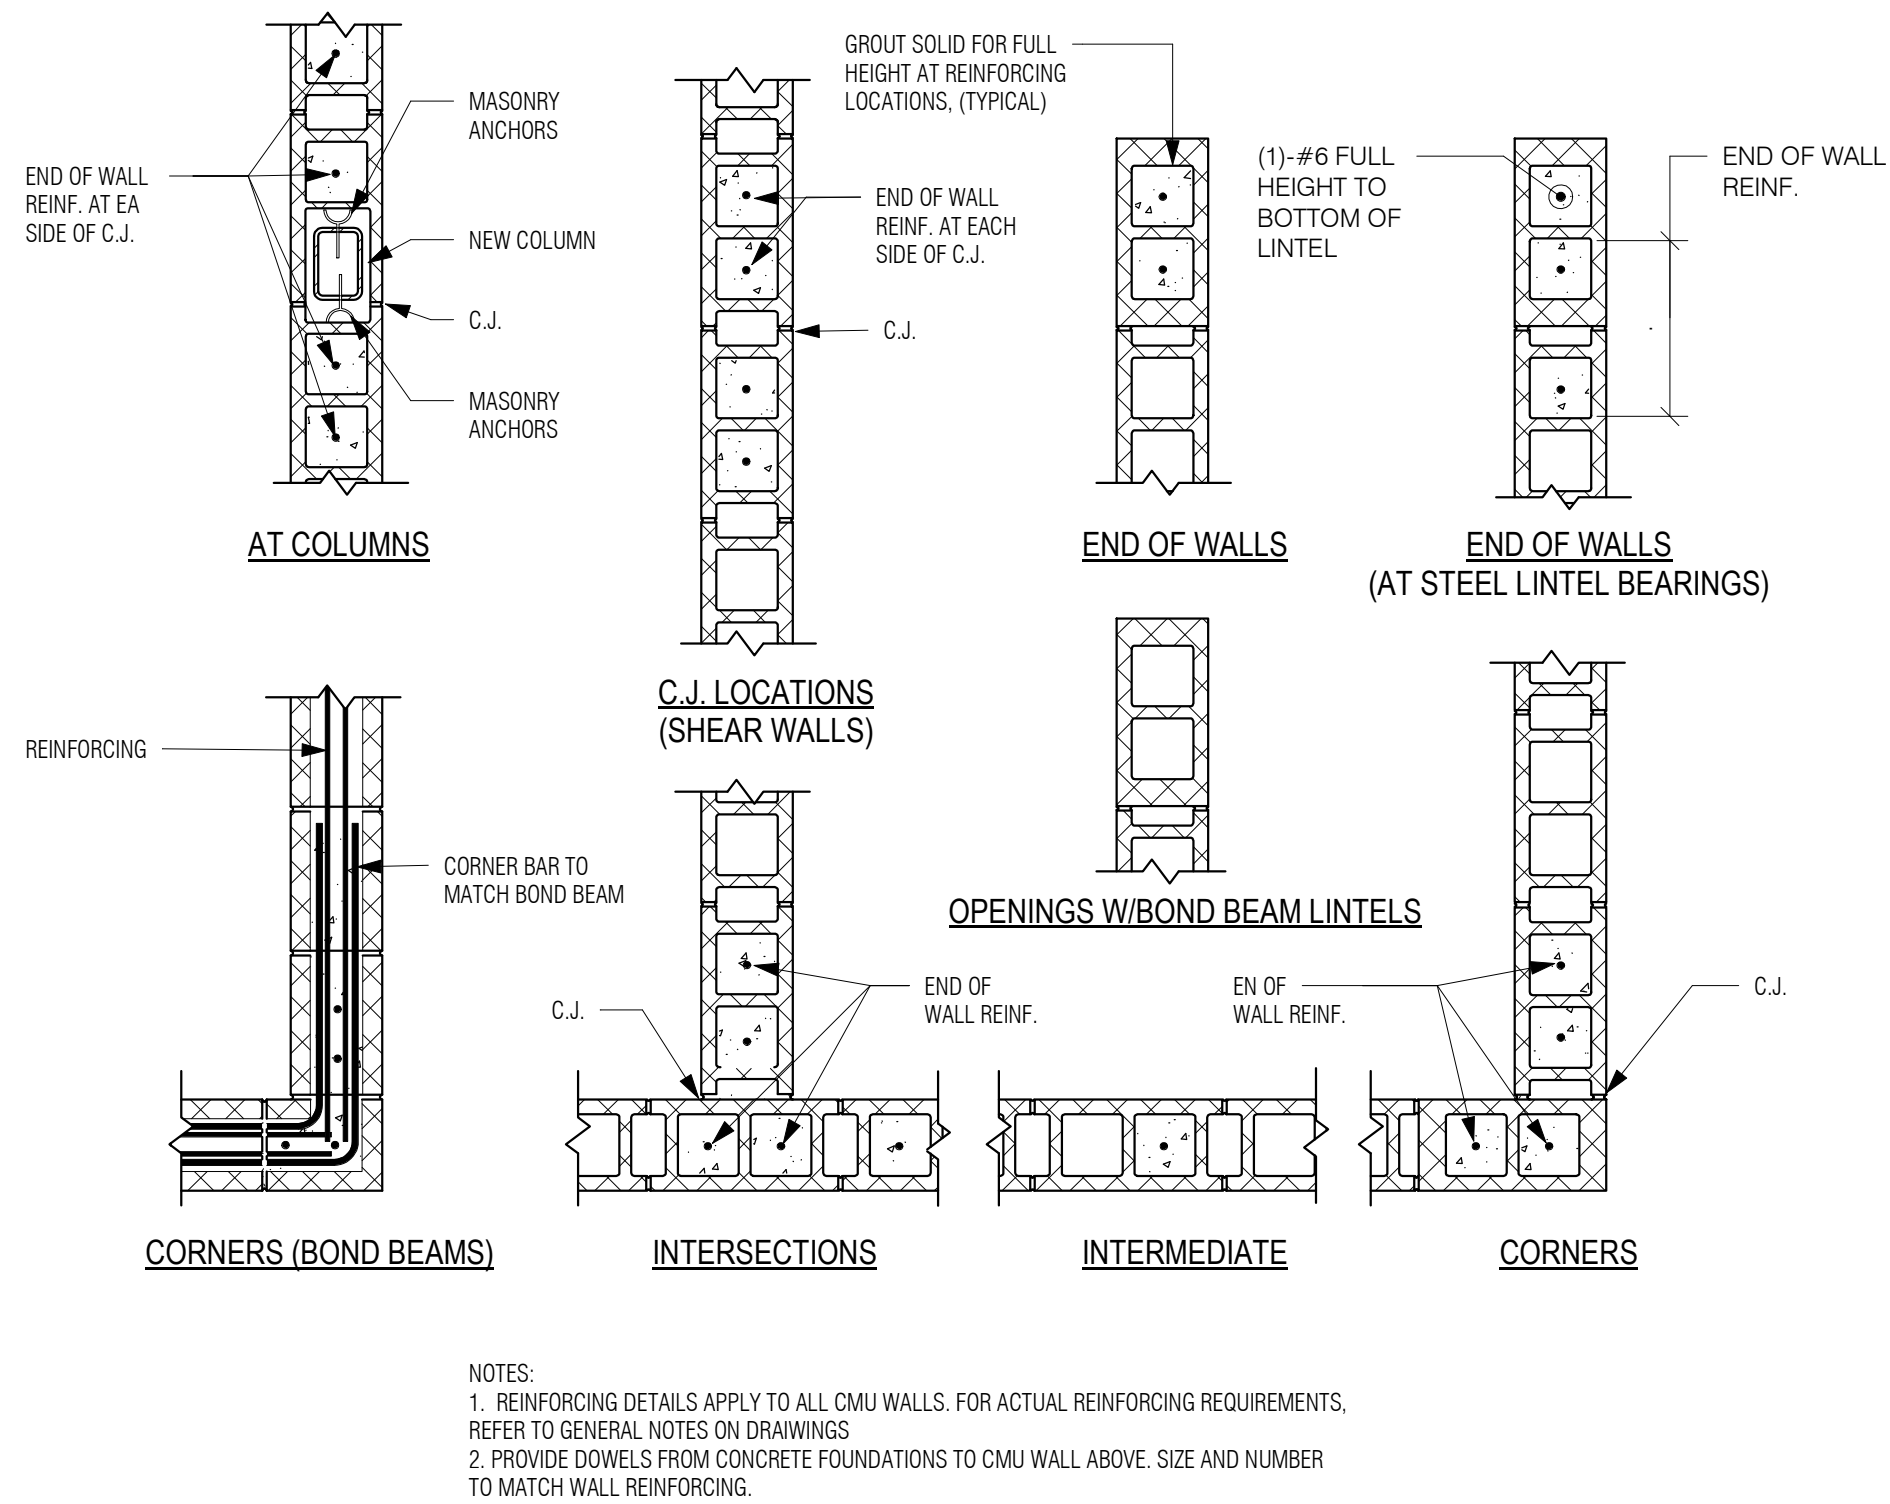 MASONRY
ANCHORS
END OF WALL
REINF. AT EA
SIDE OF C.J.
NEW COLUMN
C.J.
MASONRY
ANCHORS
AT COLUMNS
END OF WALL
REINF. AT EACH
SIDE OF C.J.
C.J.
C.J. LOCATIONS
(SHEAR WALLS)
GROUT SOLID FOR FULL
HEIGHT AT REINFORCING
LOCATIONS, (TYPICAL)
END OF WALLS
(1)-#6 FULL
HEIGHT TO
BOTTOM OF
LINTEL
END OF WALL
REINF.
END OF WALLS
(AT STEEL LINTEL BEARINGS)
REINFORCING
CORNER BAR TO
MATCH BOND BEAM
CORNERS (BOND BEAMS)
OPENINGS W/BOND BEAM LINTELS
C.J.
END OF
WALL REINF.
INTERSECTIONS
INTERMEDIATE
EN OF
WALL REINF.
C.J.
CORNERS
NOTES:
1. REINFORCING DETAILS APPLY TO ALL CMU WALLS. FOR ACTUAL REINFORCING REQUIREMENTS,
REFER TO GENERAL NOTES ON DRAIWINGS
2. PROVIDE DOWELS FROM CONCRETE FOUNDATIONS TO CMU WALL ABOVE. SIZE AND NUMBER
TO MATCH WALL REINFORCING.